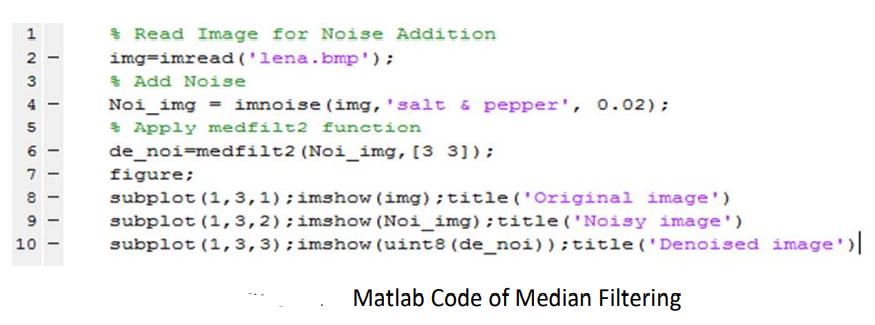 1 % Read Image for Noise Addition
2 - img=imread('lena.bmp');
3 % Add Noise
4 - Noi_img = imnoise(img,'salt & pepper', 0.02);
5 % Apply medfilt2 function
6 - de_noi=medfilt2(Noi_img,[3 3]);
7 - figure;
8 - subplot(1,3,1);imshow(img);title('Original image')
9 - subplot(1,3,2);imshow(Noi_img);title('Noisy image')
10 - subplot(1,3,3);imshow(uint8(de_noi));title('Denoised image')
Matlab Code of Median Filtering